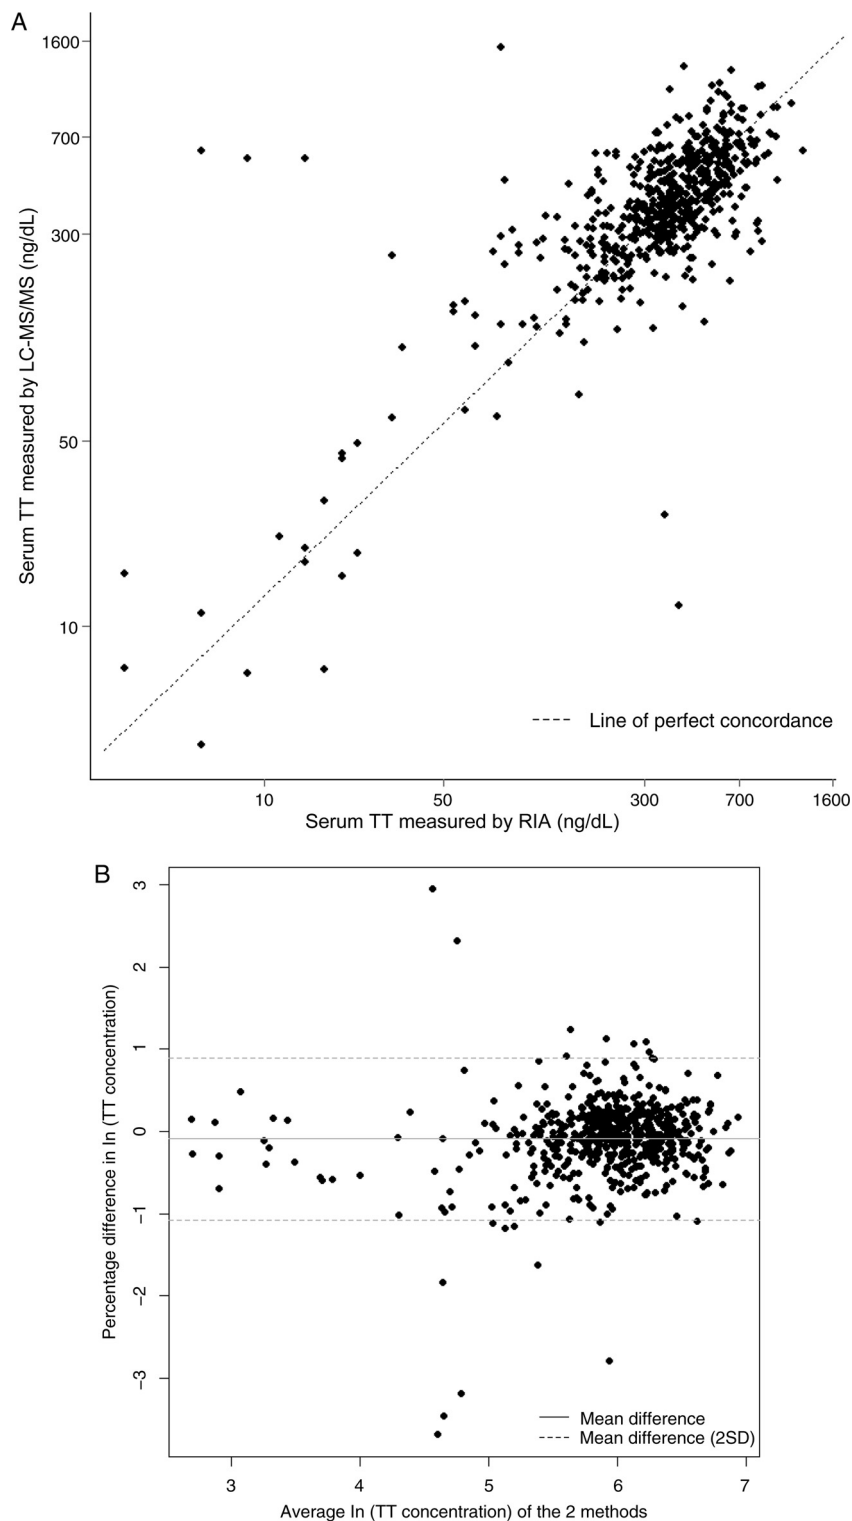 A
1600
700
300
50
10
Serum TT measured by LC-MS/MS (ng/dL)
Line of perfect concordance
10 50 300 700 1600
Serum TT measured by RIA (ng/dL)
B
3
2
1
0
−1
−2
−3
Percentage difference in ln (TT concentration)
Mean difference
Mean difference (2SD)
3 4 5 6 7
Average ln (TT concentration) of the 2 methods